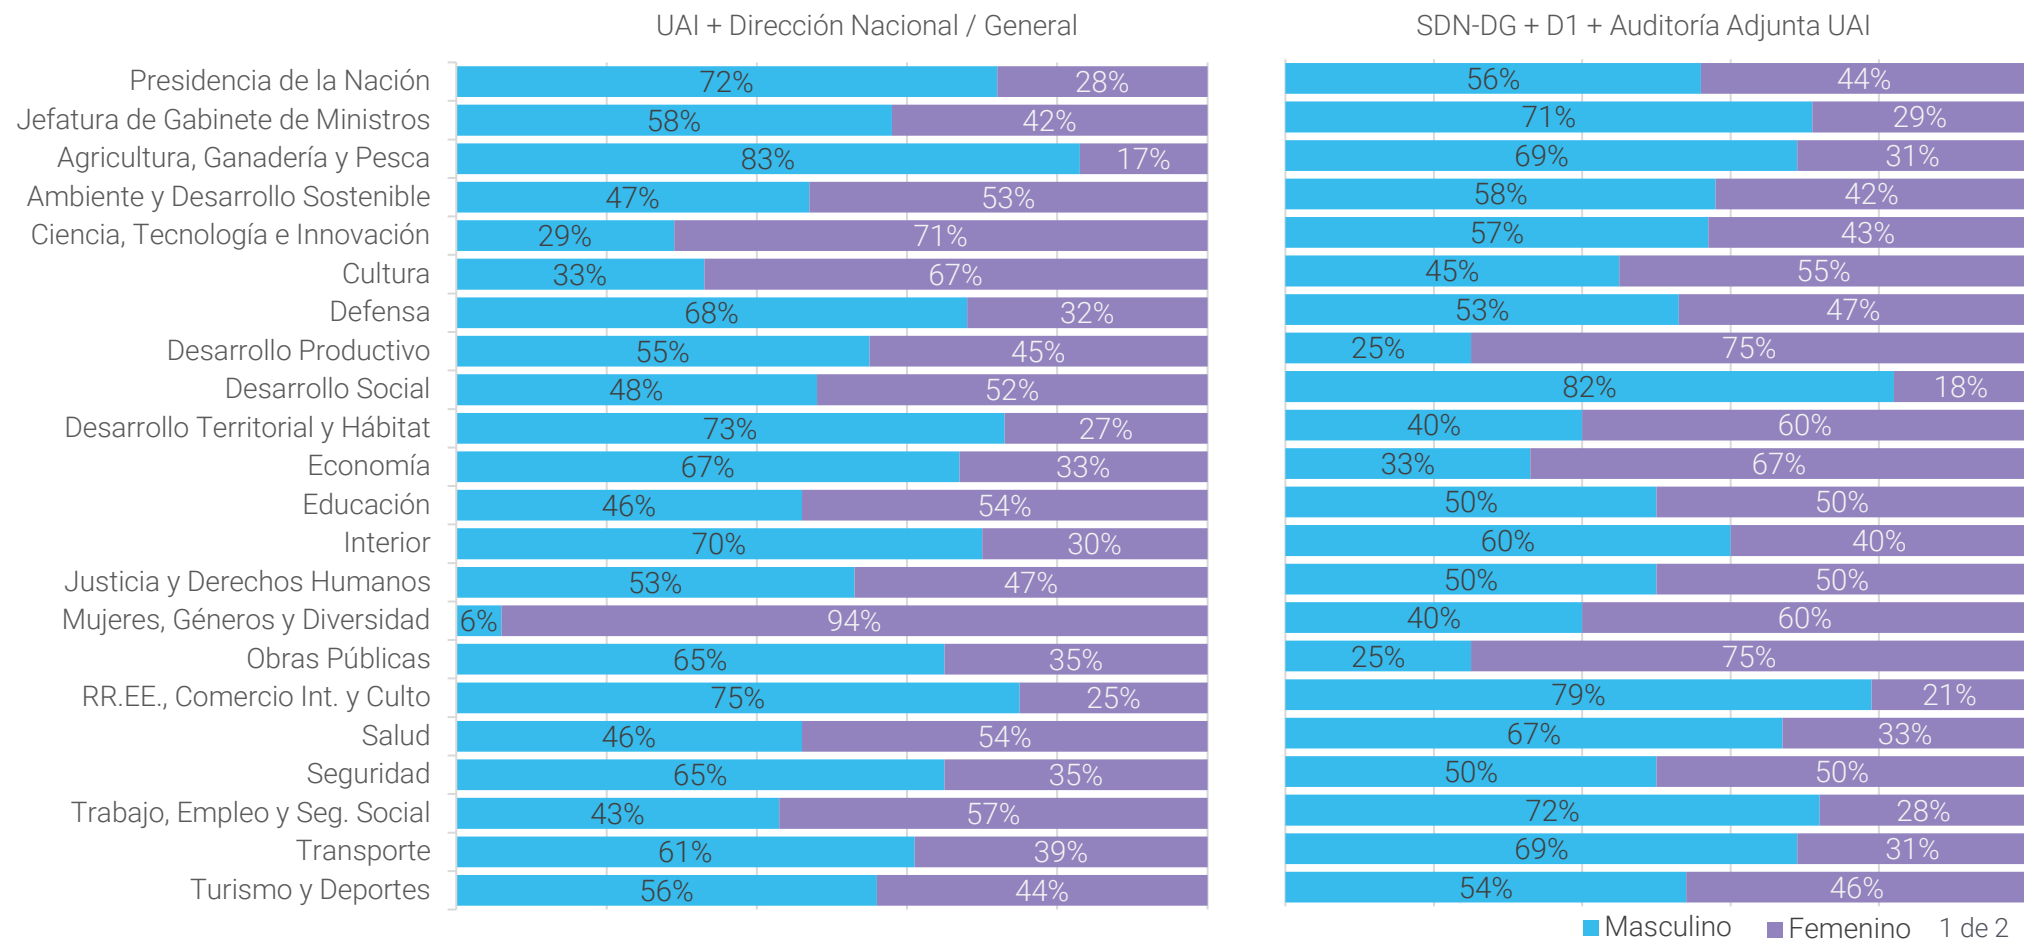 UAI + Dirección Nacional / General
SDN-DG + D1 + Auditoría Adjunta UAI
Presidencia de la Nación 72% 28% 56% 44%
Jefatura de Gabinete de Ministros 58% 42% 71% 29%
Agricultura, Ganadería y Pesca 83% 17% 69% 31%
Ambiente y Desarrollo Sostenible 47% 53% 58% 42%
Ciencia, Tecnología e Innovación 29% 71% 57% 43%
Cultura 33% 67% 45% 55%
Defensa 68% 32% 53% 47%
Desarrollo Productivo 55% 45% 25% 75%
Desarrollo Social 48% 52% 82% 18%
Desarrollo Territorial y Hábitat 73% 27% 40% 60%
Economía 67% 33% 33% 67%
Educación 46% 54% 50% 50%
Interior 70% 30% 60% 40%
Justicia y Derechos Humanos 53% 47% 50% 50%
Mujeres, Géneros y Diversidad 6% 94% 40% 60%
Obras Públicas 65% 35% 25% 75%
RR.EE., Comercio Int. y Culto 75% 25% 79% 21%
Salud 46% 54% 67% 33%
Seguridad 65% 35% 50% 50%
Trabajo, Empleo y Seg. Social 43% 57% 72% 28%
Transporte 61% 39% 69% 31%
Turismo y Deportes 56% 44% 54% 46%
Masculino Femenino 1 de 2